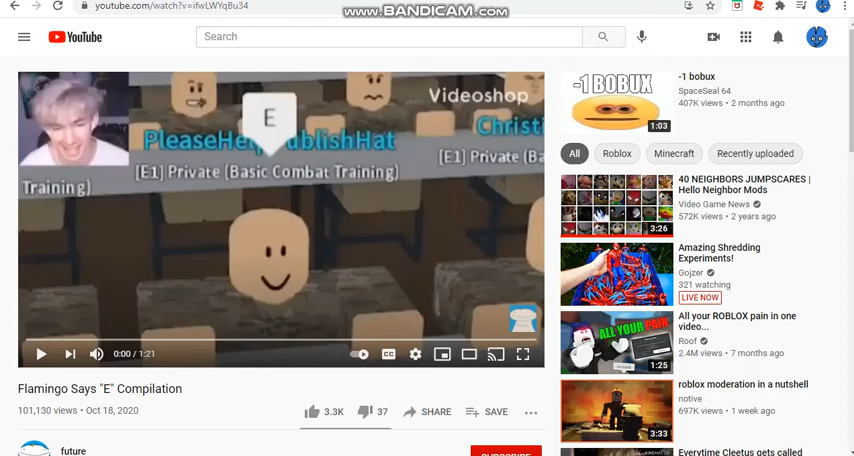 youtube.com/watch?v=ifwLWYqBu34
WWW.BANDICAM.COM
YouTube
Search
Videoshop
E
PleaseHel ublishHat
Christi
[E1] Private (Basic Combat Training)
[E1] Private (Ba
Training)
0:00 / 1:21
CC
Flamingo Says "E" Compilation
101,130 views • Oct 18, 2020
3.3K
37
SHARE
SAVE
future
SUBSCRIBE
-1 BOBUX
1:03
-1 bobux
SpaceSeal 64
407K views • 2 months ago
All
Roblox
Minecraft
Recently uploaded
3:26
40 NEIGHBORS JUMPSCARES |
Hello Neighbor Mods
Video Game News
572K views • 2 years ago
Amazing Shredding
Experiments!
Gojzer
321 watching
LIVE NOW
ALL YOUR PAIN
1:25
All your ROBLOX pain in one
video...
Roof
2.4M views • 7 months ago
3:33
roblox moderation in a nutshell
notive
697K views • 1 week ago
Everytime Cleetus gets called